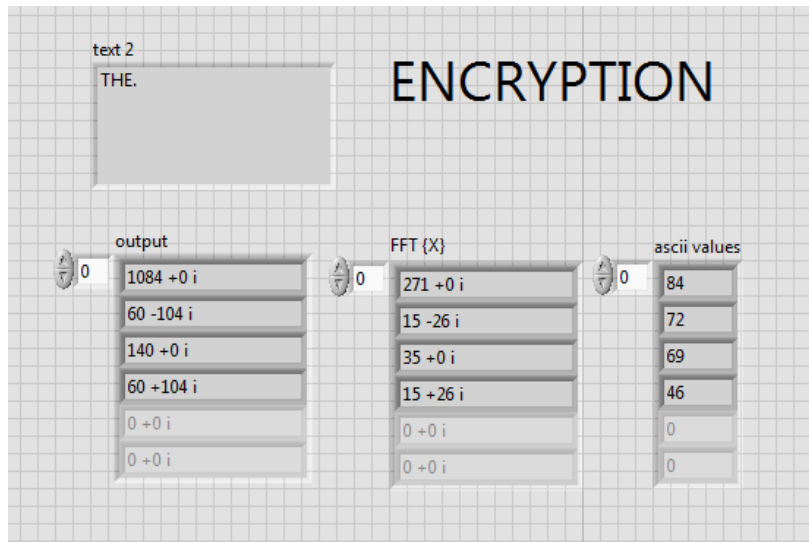 text 2
THE.
ENCRYPTION
output
0
1084 +0 i
60 -104 i
140 +0 i
60 +104 i
0 +0 i
0 +0 i
FFT {X}
0
271 +0 i
15 -26 i
35 +0 i
15 +26 i
0 +0 i
0 +0 i
ascii values
0
84
72
69
46
0
0